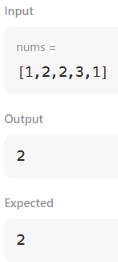 Input
nums =
[1,2,2,3,1]
Output
2
Expected
2